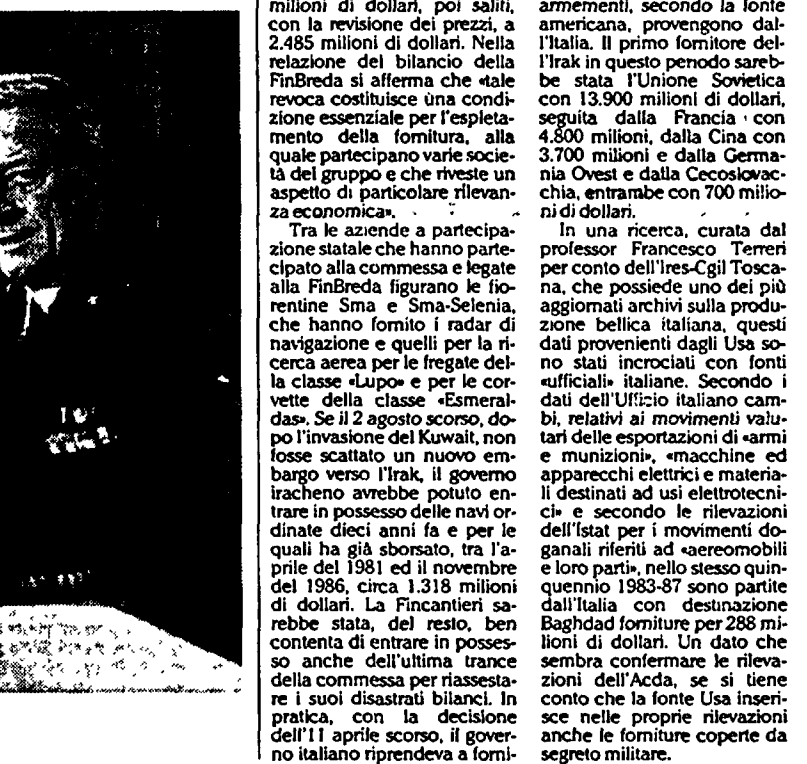 milioni di dollari, poi saliti,
con la revisione dei prezzi, a
2.485 milioni di dollari. Nella
relazione del bilancio della
FinBreda si afferma che «tale
revoca costituisce una condi-
zione essenziale per l'espleta-
mento della fornitura, alla
quale partecipano varie socie-
tà del gruppo e che riveste un
aspetto di particolare rilevan-
za economica».
Tra le aziende a partecipa-
zione statale che hanno parte-
cipato alla commessa e legate
alla FinBreda figurano le fio-
rentine Sma e Sma-Selenia,
che hanno fornito i radar di
navigazione e quelli per la ri-
cerca aerea per le fregate del-
la classe «Lupo» e per le cor-
vette della classe «Esmeral-
das». Se il 2 agosto scorso, do-
po l'invasione del Kuwait, non
fosse scattato un nuovo em-
bargo verso l'Irak, il governo
iracheno avrebbe potuto en-
trare in possesso delle navi or-
dinate dieci anni fa e per le
quali ha già sborsato, tra l'a-
prile del 1981 ed il novembre
del 1986, circa 1.318 milioni
di dollari. La Fincantieri sa-
rebbe stata, del resto, ben
contenta di entrare in posses-
so anche dell'ultima trance
della commessa per riassesta-
re i suoi disastrati bilanci. In
pratica, con la decisione
dell'11 aprile scorso, il gover-
no italiano riprendeva a forni-
armementi, secondo la fonte
americana, provengono dal-
l'Italia. Il primo fornitore del-
l'Irak in questo periodo sareb-
be stata l'Unione Sovietica
con 13.900 milioni di dollari,
seguita dalla Francia con
4.800 milioni, dalla Cina con
3.700 milioni e dalla Germa-
nia Ovest e dalla Cecoslovac-
chia, entrambe con 700 milio-
ni di dollari.
In una ricerca, curata dal
professor Francesco Terreri
per conto dell'Ires-Cgil Tosca-
na, che possiede uno dei più
aggiornati archivi sulla produ-
zione bellica italiana, questi
dati provenienti dagli Usa so-
no stati incrociati con fonti
«ufficiali» italiane. Secondo i
dati dell'Uffizio italiano cam-
bi, relativi ai movimenti valu-
tari delle esportazioni di «armi
e munizioni», «macchine ed
apparecchi elettrici e materia-
li destinati ad usi elettrotecni-
ci» e secondo le rilevazioni
dell'Istat per i movimenti do-
ganali riferiti ad «aereomobili
e loro parti», nello stesso quin-
quennio 1983-87 sono partite
dall'Italia con destinazione
Baghdad forniture per 288 mi-
lioni di dollari. Un dato che
sembra confermare le rileva-
zioni dell'Acda, se si tiene
conto che la fonte Usa inseri-
sce nelle proprie rilevazioni
anche le forniture coperte da
segreto militare.